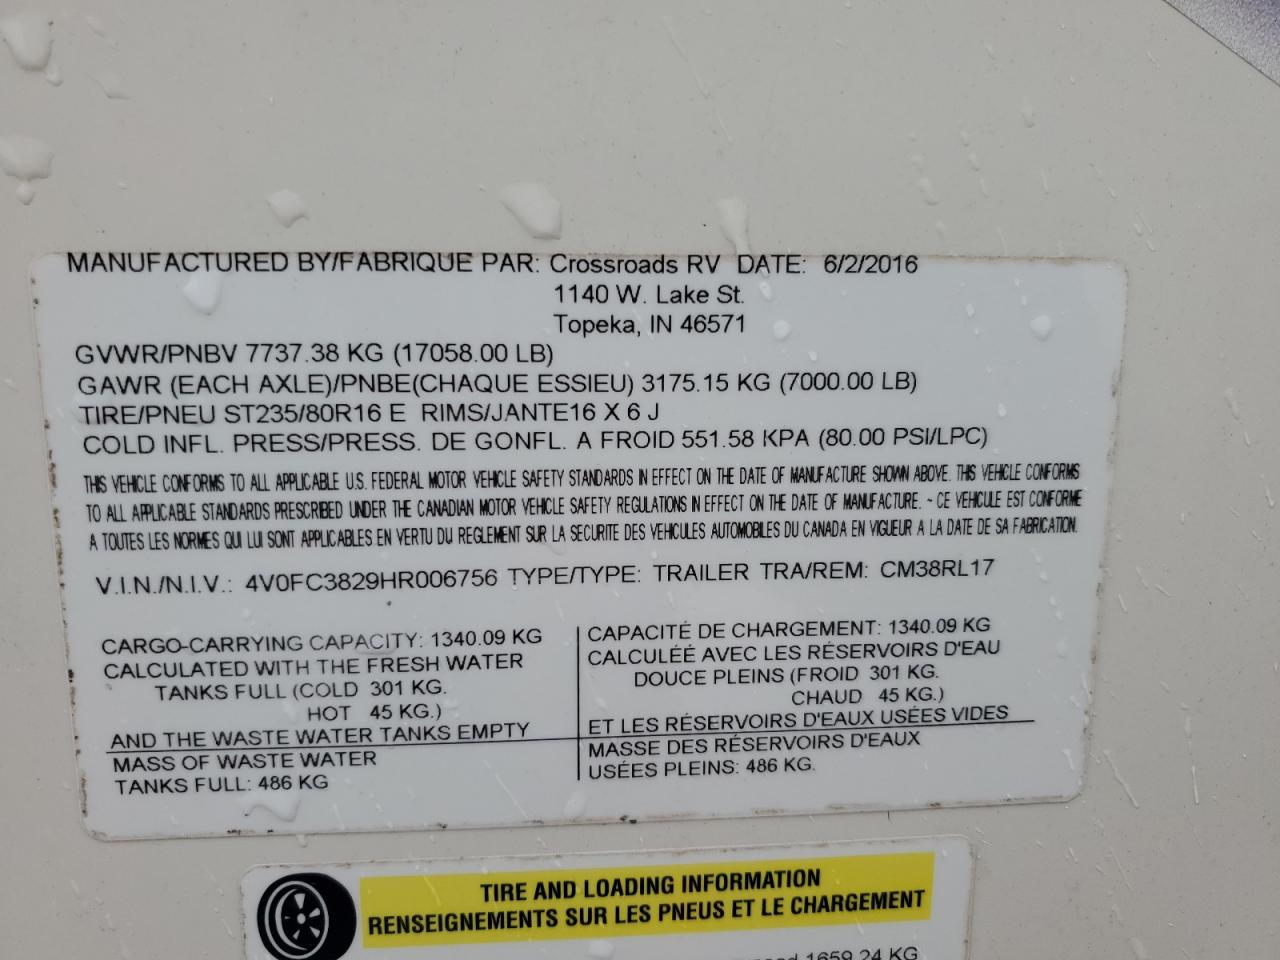 MANUFACTURED BY/FABRIQUE PAR: Crossroads RV DATE: 6/2/2016
1140 W. Lake St.
Topeka, IN 46571
GVWR/PNBV 7737.38 KG (17058.00 LB)
GAWR (EACH AXLE)/PNBE(CHAQUE ESSIEU) 3175.15 KG (7000.00 LB)
TIRE/PNEU ST235/80R16 E RIMS/JANTE16 X 6 J
COLD INFL. PRESS/PRESS. DE GONFL. A FROID 551.58 KPA (80.00 PSI/LPC)
THIS VEHICLE CONFORMS TO ALL APPLICABLE U.S. FEDERAL MOTOR VEHICLE SAFETY STANDARDS IN EFFECT ON THE DATE OF MANUFACTURE SHOWN ABOVE. THIS VEHICLE CONFORMS
TO ALL APPLICABLE STANDARDS PRESCRIBED UNDER THE CANADIAN MOTOR VEHICLE SAFETY REGULATIONS IN EFFECT ON THE DATE OF MANUFACTURE. ~ CE VEHICULE EST CONFORME
A TOUTES LES NORMES QUI LUI SONT APPLICABLES EN VERTU DU REGLEMENT SUR LA SECURITE DES VEHICULES AUTOMOBILES DU CANADA EN VIGUEUR A LA DATE DE SA FABRICATION.
V.I.N./N.I.V.: 4V0FC3829HR006756 TYPE/TYPE: TRAILER TRA/REM: CM38RL17
CARGO-CARRYING CAPACITY: 1340.09 KG
CALCULATED WITH THE FRESH WATER
TANKS FULL (COLD 301 KG.
HOT 45 KG.)
AND THE WASTE WATER TANKS EMPTY
MASS OF WASTE WATER
TANKS FULL: 486 KG
CAPACITÉ DE CHARGEMENT: 1340.09 KG
CALCULÉE AVEC LES RÉSERVOIRS D'EAU
DOUCE PLEINS (FROID 301 KG.
CHAUD 45 KG.)
ET LES RÉSERVOIRS D'EAUX USÉES VIDES
MASSE DES RÉSERVOIRS D'EAUX
USÉES PLEINS: 486 KG.
TIRE AND LOADING INFORMATION
RENSEIGNEMENTS SUR LES PNEUS ET LE CHARGEMENT
1659.24 KG